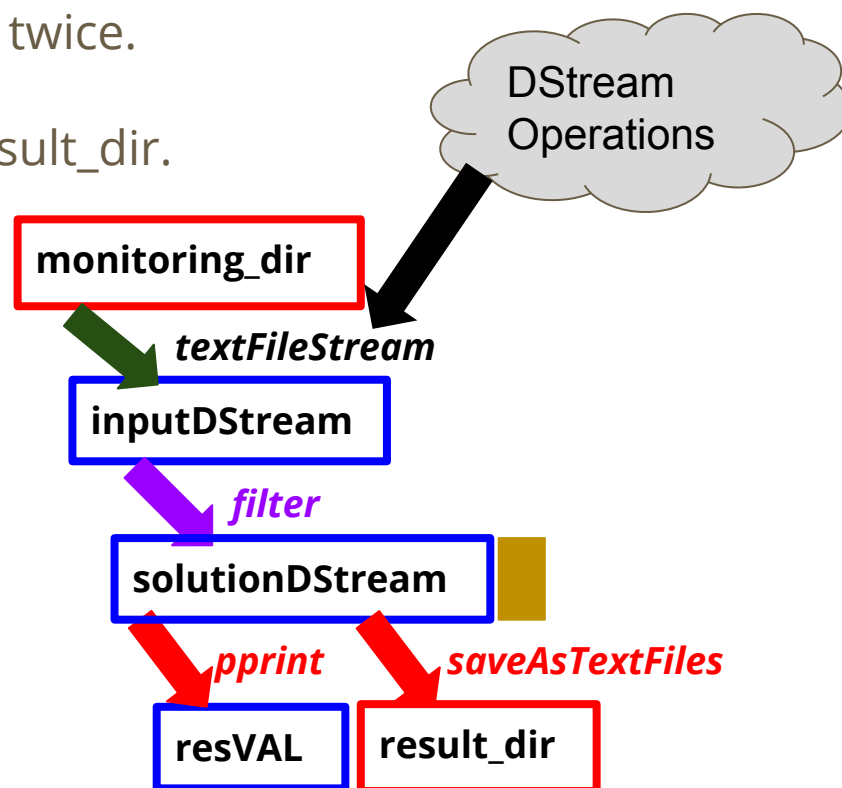 twice.
DStream
Operations
sult_dir.
monitoring_dir
textFileStream
inputDStream
filter
solutionDStream
pprint saveAsTextFiles
resVAL result_dir